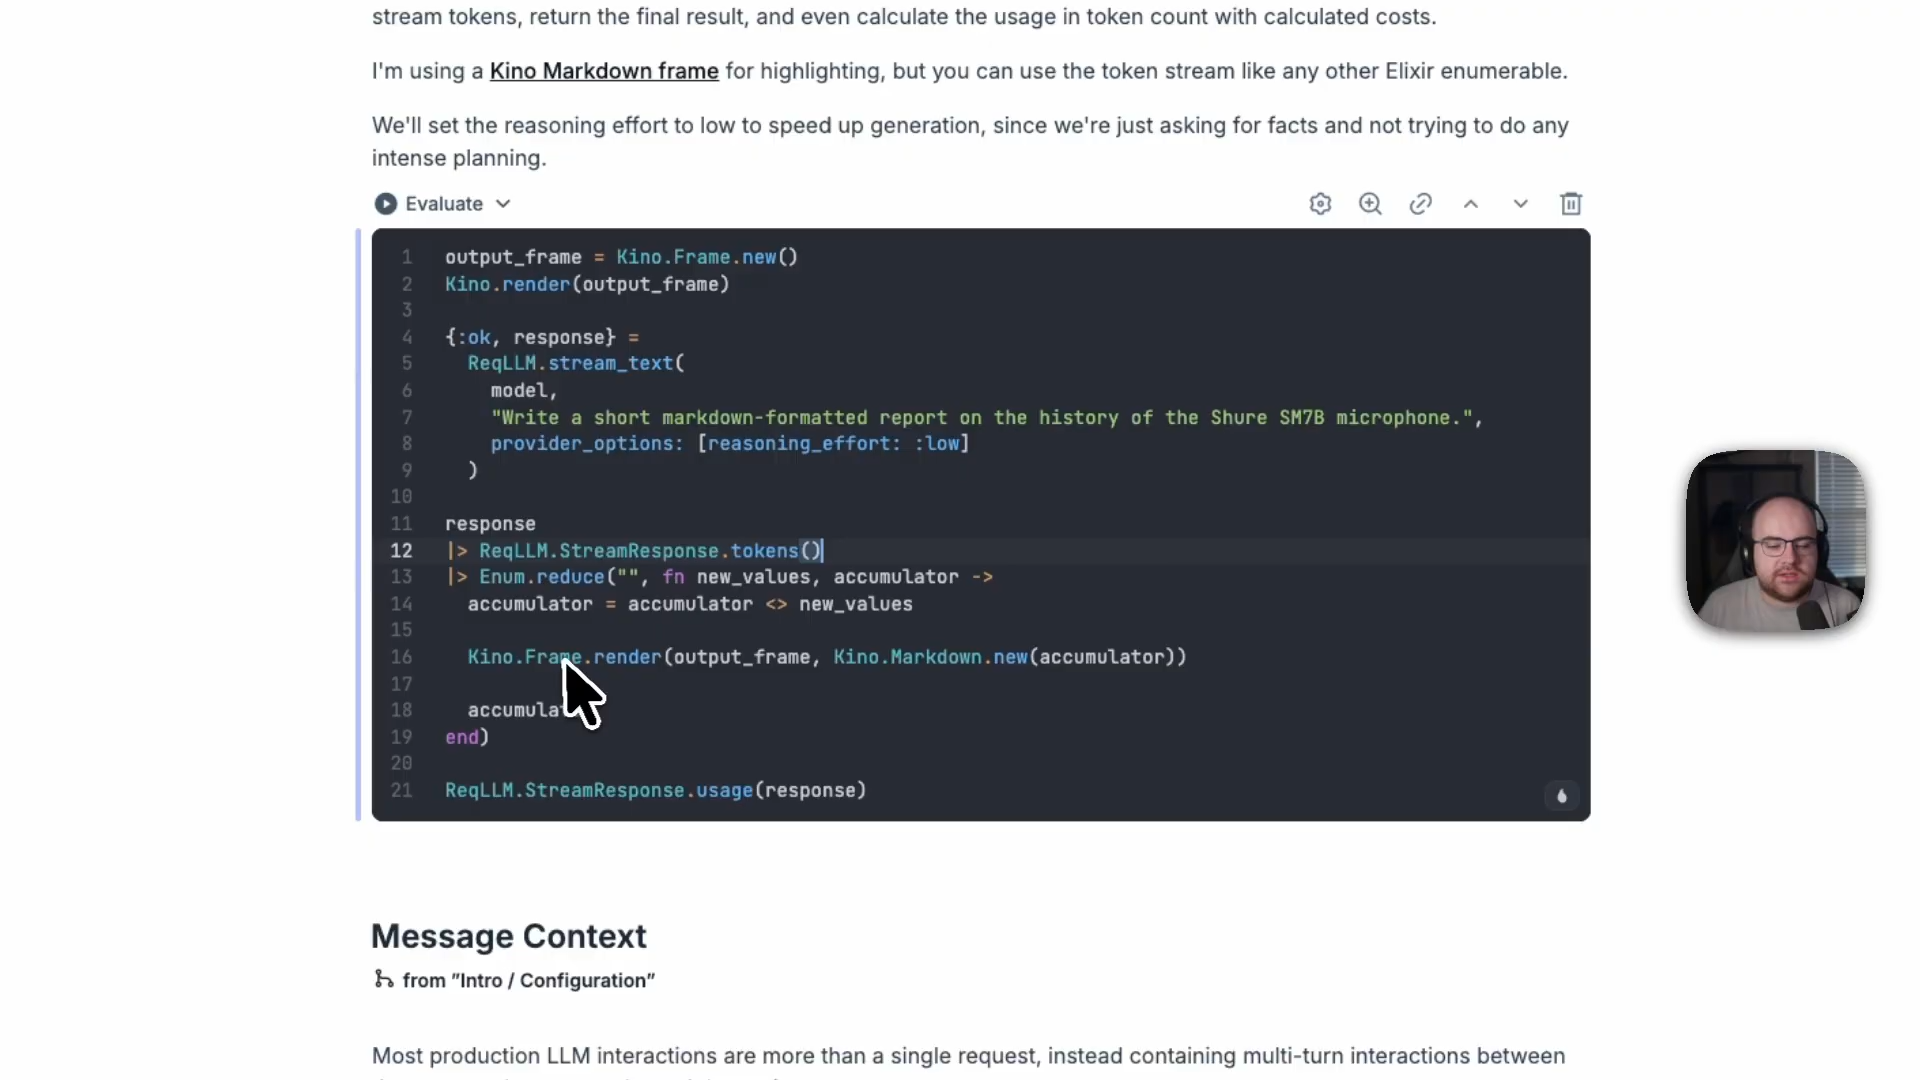 stream tokens, return the final result, and even calculate the usage in token count with calculated costs.
I'm using a Kino Markdown frame for highlighting, but you can use the token stream like any other Elixir enumerable.
We'll set the reasoning effort to low to speed up generation, since we're just asking for facts and not trying to do any
intense planning.
Evaluate
1 output_frame = Kino.Frame.new()
2 Kino.render(output_frame)
3
4 {:ok, response} =
5 ReqLLM.stream_text(
6 model,
7 "Write a short markdown-formatted report on the history of the Shure SM7B microphone.",
8 provider_options: [reasoning_effort: :low]
9 )
10
11 response
12 |> ReqLLM.StreamResponse.tokens()
13 |> Enum.reduce("", fn new_values, accumulator ->
14 accumulator = accumulator <> new_values
15
16 Kino.Frame.render(output_frame, Kino.Markdown.new(accumulator))
17
18 accumulat
19 end)
20
21 ReqLLM.StreamResponse.usage(response)
Message Context
from "Intro / Configuration"
Most production LLM interactions are more than a single request, instead containing multi-turn interactions between